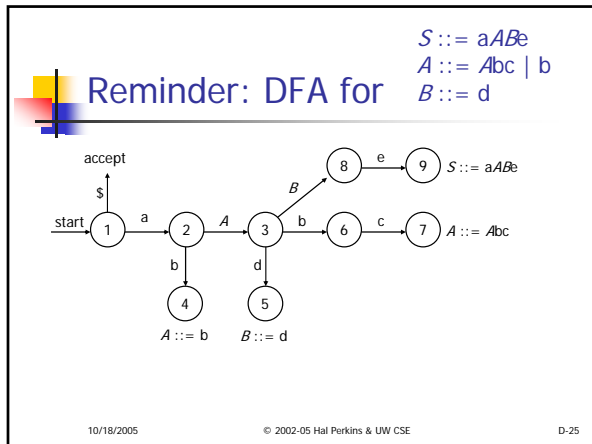 Reminder: DFA for
S ::= aABe
A ::= Abc | b
B ::= d
accept
$
start
1
a
2
A
3
B
8
e
9
S ::= aABe
b
6
c
7
A ::= Abc
b
4
A ::= b
d
5
B ::= d
10/18/2005
© 2002-05 Hal Perkins & UW CSE
D-25